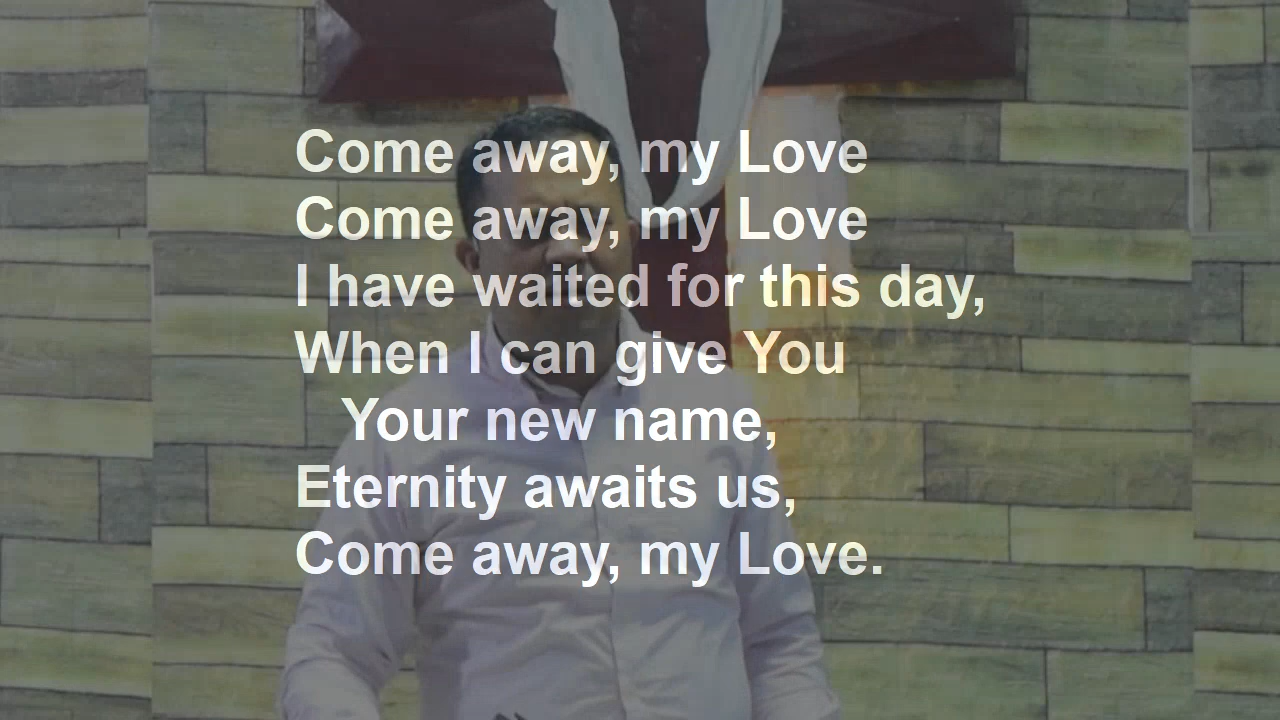 Come away, my Love
Come away, my Love
I have waited for this day,
When I can give You
Your new name,
Eternity awaits us,
Come away, my Love.